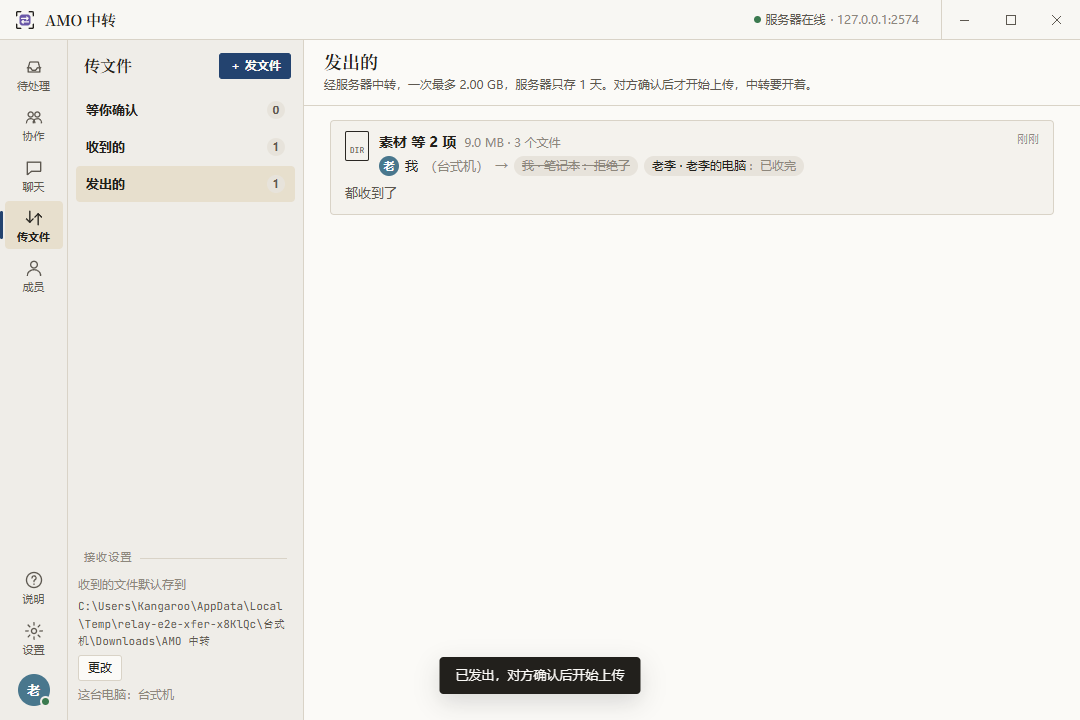 AMO 中转
服务器在线 · 127.0.0.1:2574
待处理
协作
聊天
传文件
成员
说明
设置
老
传文件
+ 发文件
等你确认 0
收到的 1
发出的 1
接收设置
收到的文件默认存到
C:\Users\Kangaroo\AppData\Local
\Temp\relay-e2e-xfer-x8KlQc\台式
机\Downloads\AMO 中转
更改
这台电脑：台式机
发出的
经服务器中转，一次最多 2.00 GB，服务器只存 1 天。对方确认后才开始上传，中转要开着。
DIR
素材 等 2 项 9.0 MB · 3 个文件
刚刚
老 我 （台式机） → 我 · 笔记本： 拒绝了 老李 · 老李的电脑： 已收完
都收到了
已发出，对方确认后开始上传